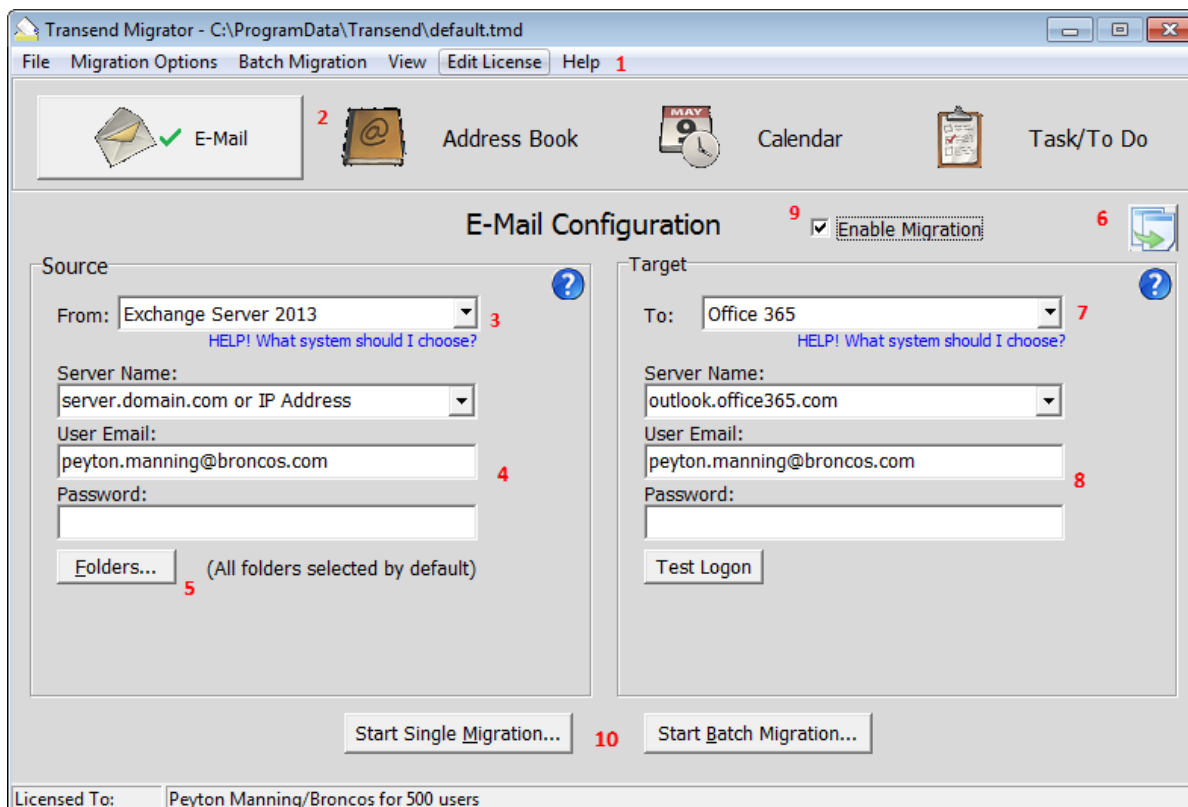 Transend Migrator - C:\ProgramData\Transend\default.tmd
File Migration Options Batch Migration View Edit License Help 1
E-Mail 2 @ Address Book MAY 9 Calendar Task/To Do
E-Mail Configuration 9 Enable Migration 6
Source Target
? ?
From: Exchange Server 2013 3 To: Office 365 7
HELP! What system should I choose? HELP! What system should I choose?
Server Name: Server Name:
server.domain.com or IP Address outlook.office365.com
User Email: User Email:
peyton.manning@broncos.com 4 peyton.manning@broncos.com 8
Password: Password:
Folders... (All folders selected by default) 5 Test Logon
Start Single Migration... 10 Start Batch Migration...
Licensed To: Peyton Manning/Broncos for 500 users